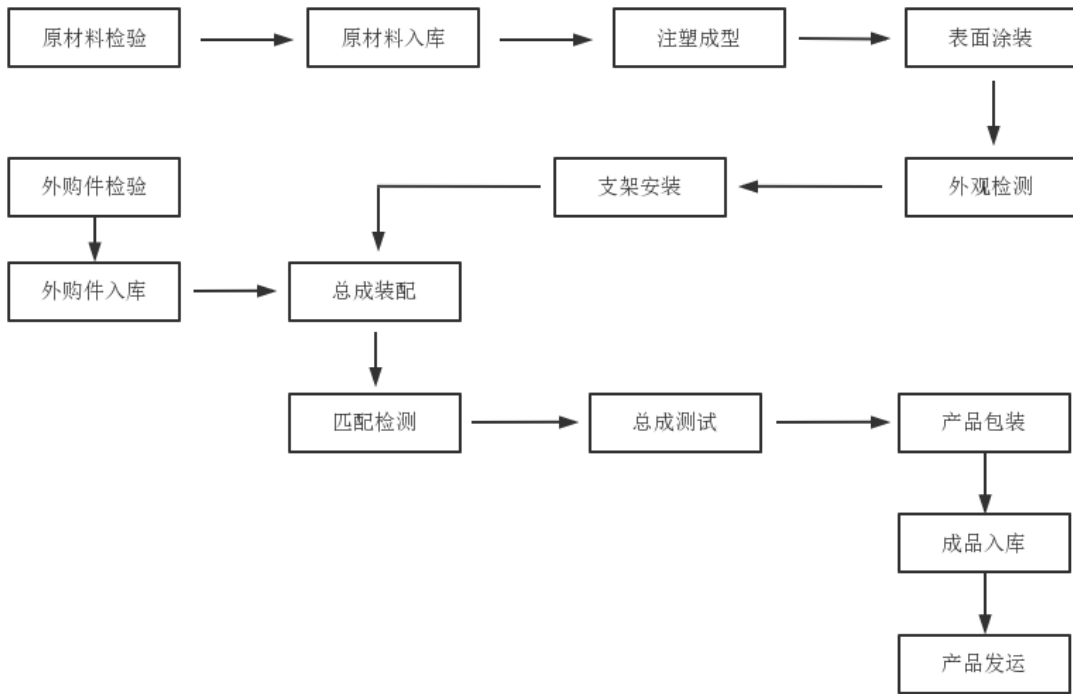 原材料检验
原材料入库
注塑成型
表面涂装
外购件检验
支架安装
外观检测
外购件入库
总成装配
匹配检测
总成测试
产品包装
成品入库
产品发运